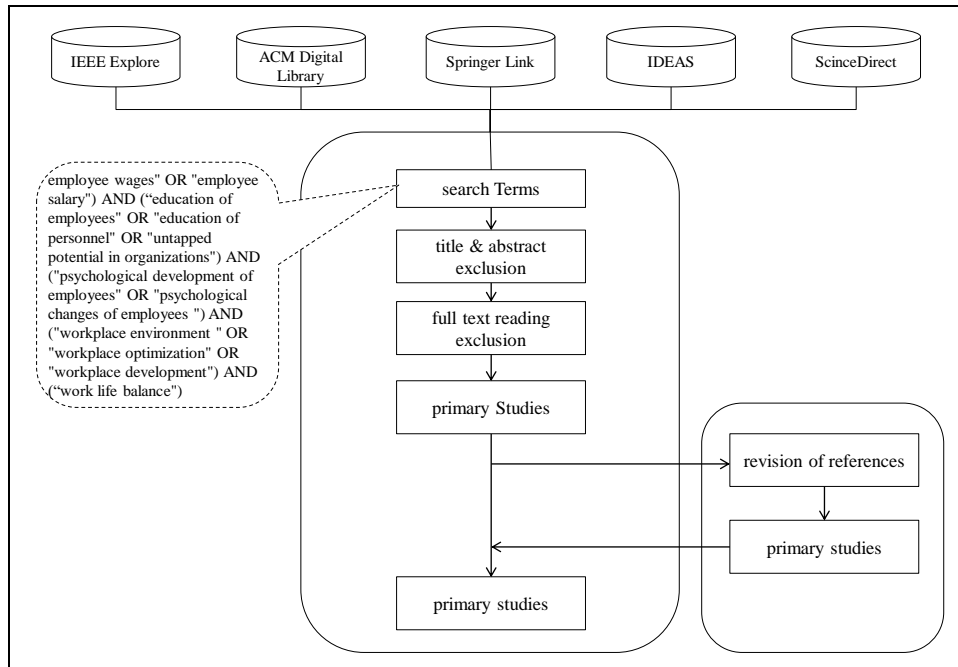 IEEE Explore
ACM Digital
Library
Springer Link
IDEAS
ScinceDirect
employee wages" OR "employee
salary") AND (“education of
employees" OR "education of
personnel" OR "untapped
potential in organizations") AND
("psychological development of
employees" OR "psychological
changes of employees ") AND
("workplace environment " OR
"workplace optimization" OR
"workplace development") AND
(“work life balance")
search Terms
title & abstract
exclusion
full text reading
exclusion
primary Studies
revision of references
primary studies
primary studies